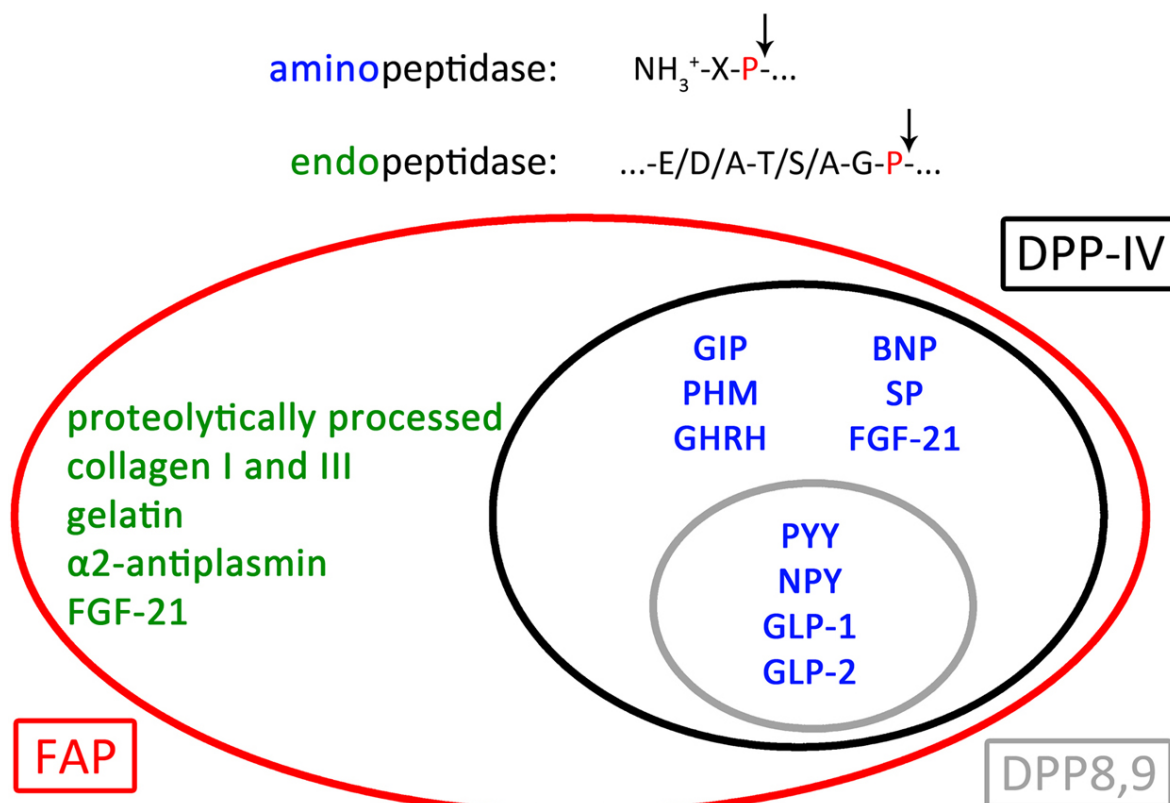 aminopeptidase: NH₃⁺-X-P-...
endopeptidase: ...-E/D/A-T/S/A-G-P-...
DPP-IV
GIP BNP
PHM SP
GHRH FGF-21
proteolytically processed
collagen I and III
gelatin
α2-antiplasmin
FGF-21
PYY
NPY
GLP-1
GLP-2
FAP
DPP8,9